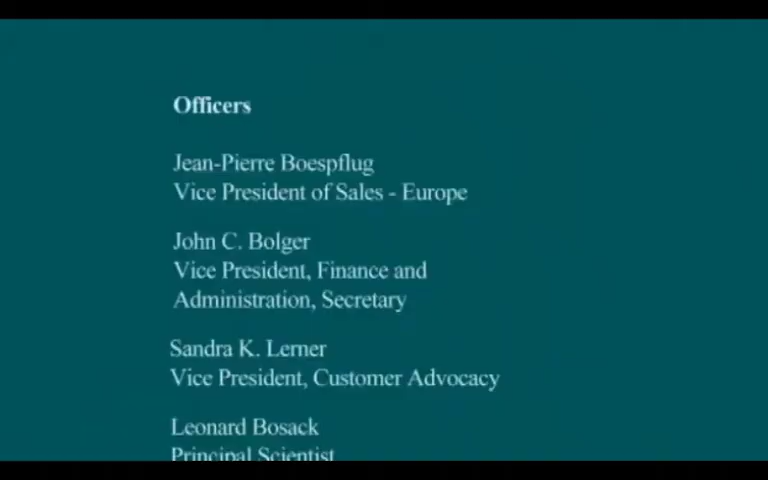 Officers
Jean-Pierre Boespflug
Vice President of Sales - Europe
John C. Bolger
Vice President, Finance and
Administration, Secretary
Sandra K. Lerner
Vice President, Customer Advocacy
Leonard Bosack
Principal Scientist